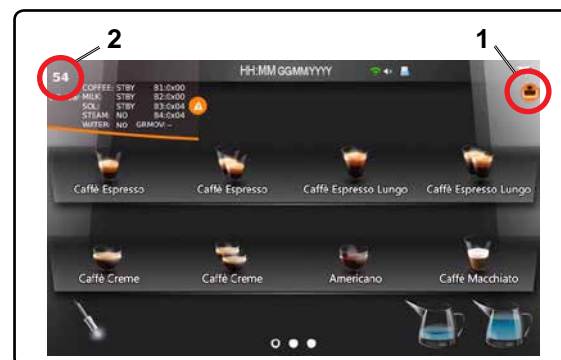 2
1
54
HH:MM GGMMYYYY
COFFEE: STBY B1:0x00
MILK: STBY B2:0x00
SOL: STBY B3:0x04
STEAM: NO B4:0x04
WATER: NO GRMOV:--
Caffè Espresso
Caffè Espresso
Caffè Espresso Lungo
Caffè Espresso Lungo
Caffè Creme
Caffè Creme
Americano
Caffé Macchiato